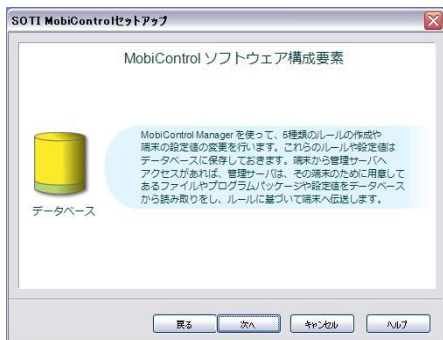 SOTI MobiControlセットアップ
MobiControl ソフトウェア構成要素
MobiControl Manager を使って、5種類のルールの作成や
端末の設定値の変更を行います。これらのルールや設定値は
データベースに保存しておきます。端末から管理サーバへ
アクセスがあれば、管理サーバは、その端末のために用意して
あるファイルやプログラムパッケージや設定値をデータベース
から読み取りをし、ルールに基づいて端末へ伝送します。
データベース
戻る
次へ
キャンセル
ヘルプ